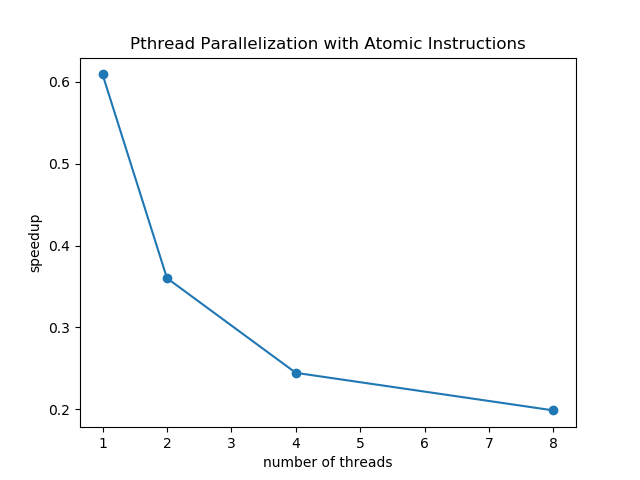 Pthread Parallelization with Atomic Instructions
0.6
0.5
0.4
0.3
0.2
speedup
1 2 3 4 5 6 7 8
number of threads